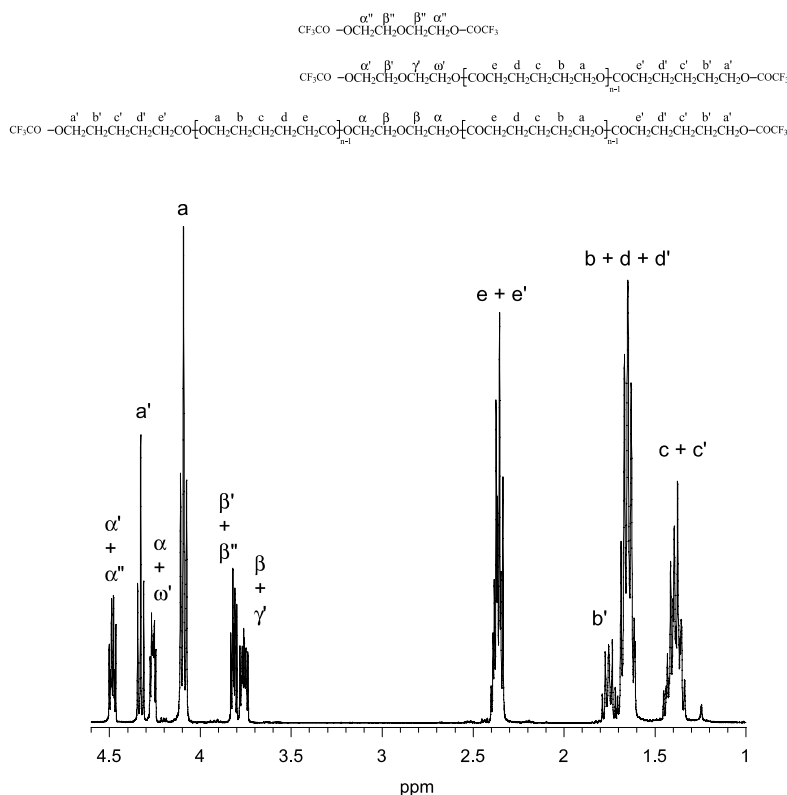 α'' β'' β'' α''
CF₃CO −OCH₂CH₂OCH₂CH₂O−COCF₃
α' β' γ' ω' e d c b a e' d' c' b' a'
CF₃CO −OCH₂CH₂OCH₂CH₂O[COCH₂CH₂CH₂CH₂CH₂O]n-1COCH₂CH₂CH₂CH₂CH₂O−COCF₃
a' b' c' d' e' a b c d e α β β α e d c b a e' d' c' b' a'
CF₃CO −OCH₂CH₂CH₂CH₂CH₂CO[OCH₂CH₂CH₂CH₂CH₂CO]n-1OCH₂CH₂OCH₂CH₂O[COCH₂CH₂CH₂CH₂CH₂O]n-1COCH₂CH₂CH₂CH₂CH₂O−COCF₃
a
b + d + d'
e + e'
a'
c + c'
β'
+
β''
α'
+
α''
α
+
ω'
β
+
γ'
b'
4.5 4 3.5 3 2.5 2 1.5 1
ppm